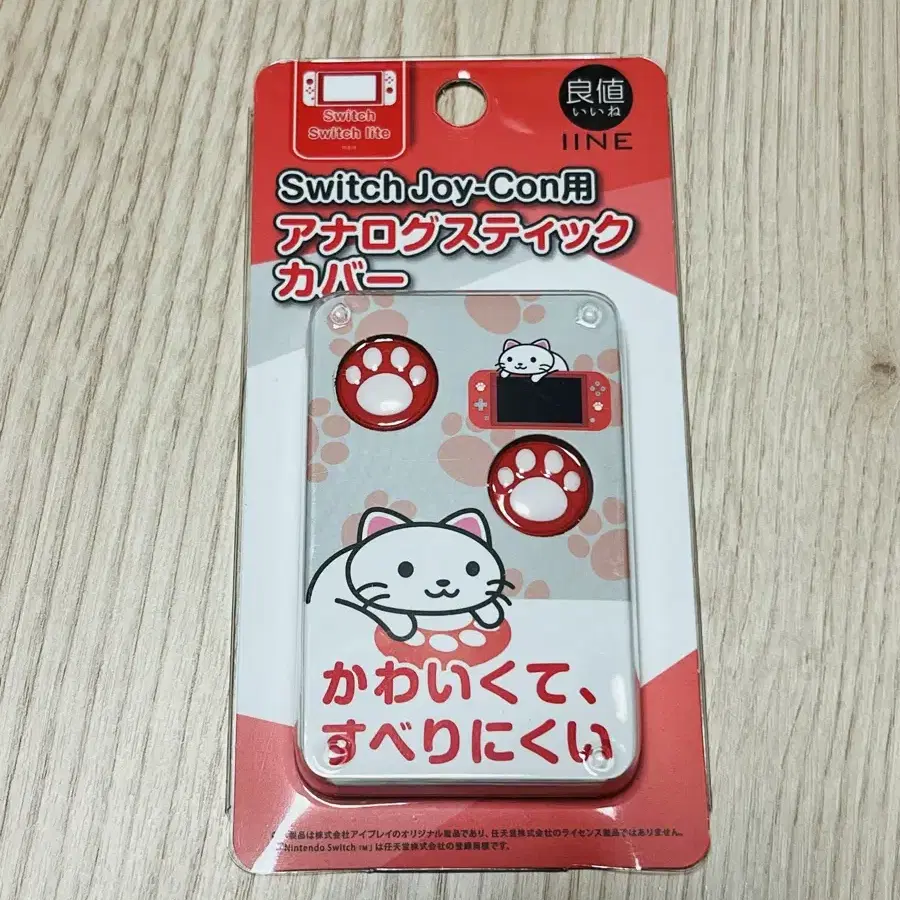 Switch
Switch lite
良値
いいね
IINE
Switch Joy-Con用
アナログスティック
カバー
かわいくて、
すべりにくい
製品は株式会社アイプレイのオリジナル製品であり、任天堂株式会社のライセンス製品ではありません。
「Nintendo Switch TM」は任天堂株式会社の登録商標です。